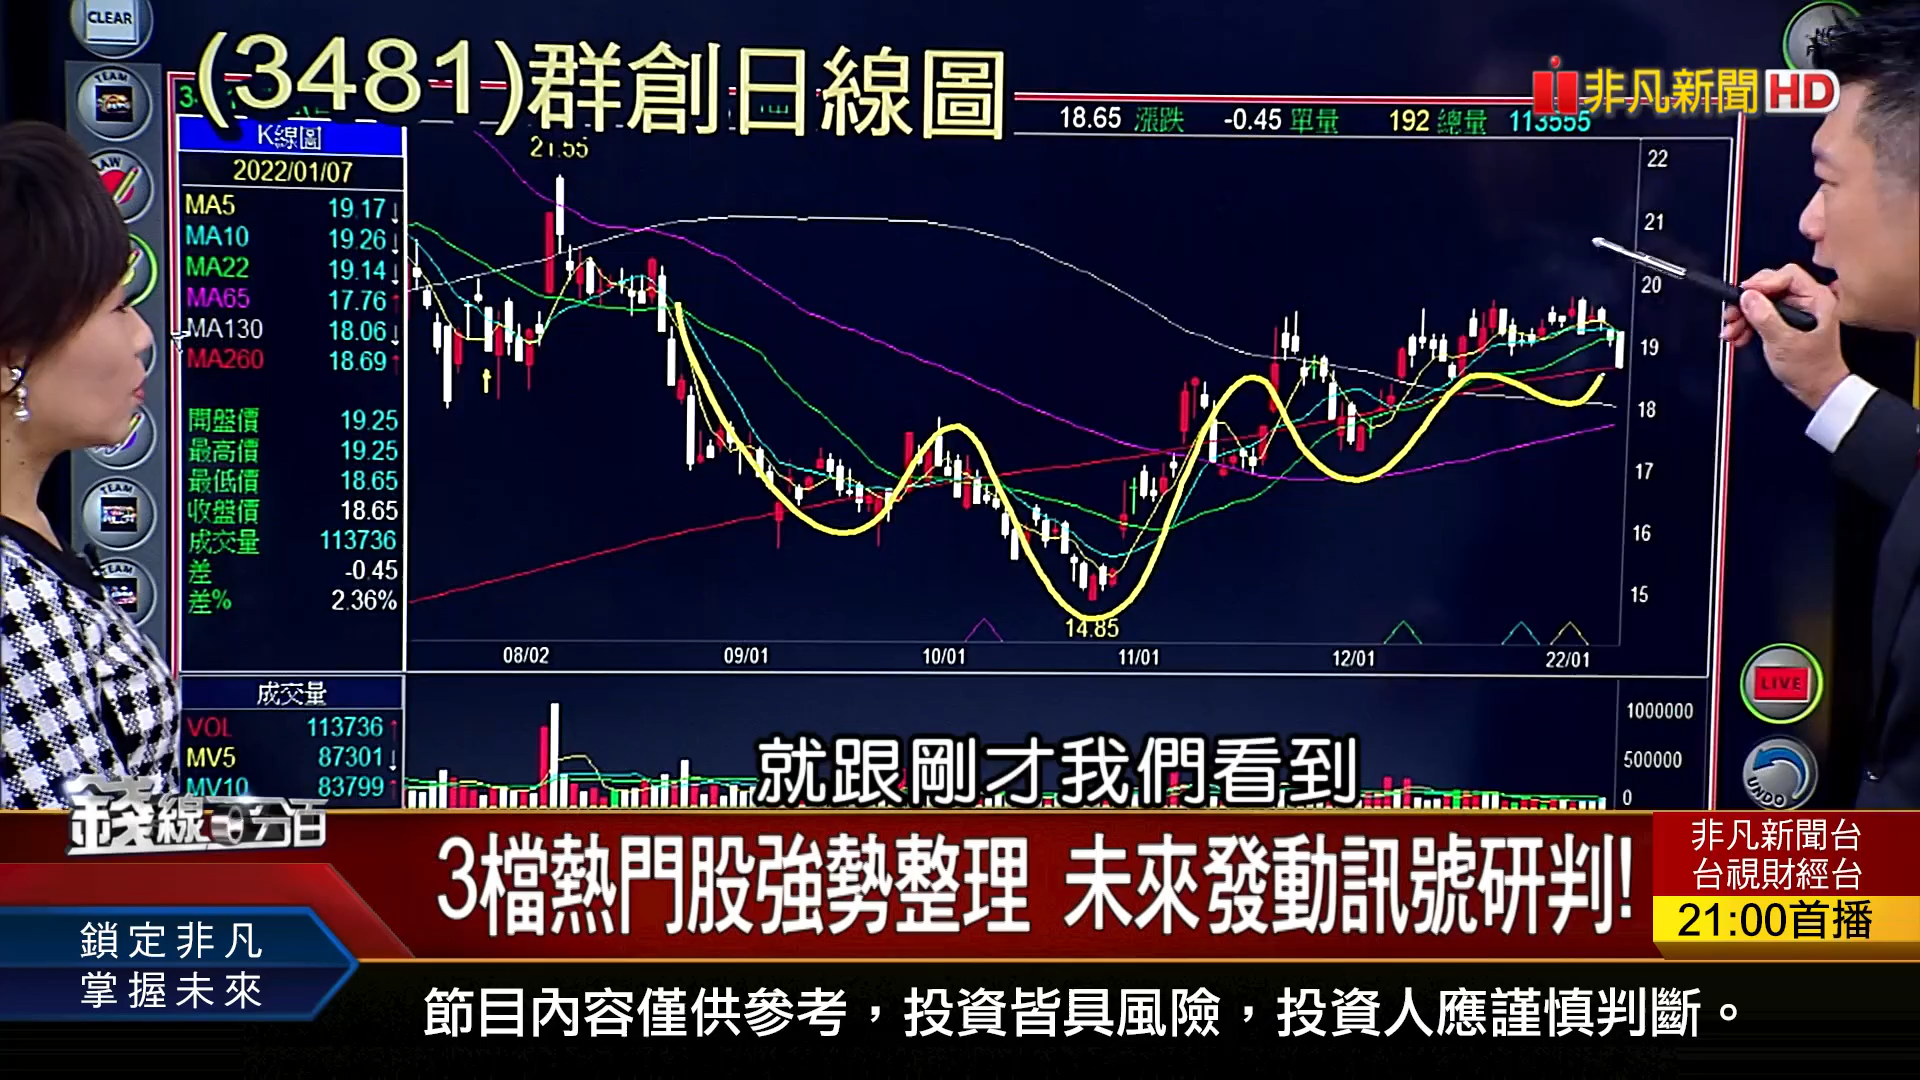 CLEAR
(3481)群創日線圖
非凡新聞HD
18.65 漲跌 -0.45 單量 192 總量 113555
TEAM
K線圖
2022/01/07
MA5 19.17↓
MA10 19.26↓
MA22 19.14↓
MA65 17.76↑
MA130 18.06↓
MA260 18.69↑
開盤價 19.25
最高價 19.25
最低價 18.65
收盤價 18.65
成交量 113736
差 -0.45
差% 2.36%
21.55
14.85
22
21
20
19
18
17
16
15
08/02 09/01 10/01 11/01 12/01 22/01
TEAM
TEAM
成交量
VOL 113736↑
MV5 87301↓
MV10 83799↑
1000000
500000
0
LIVE
UNDO
就跟剛才我們看到
錢線百分百
3檔熱門股強勢整理 未來發動訊號研判!
非凡新聞台
台視財經台
21:00首播
鎖定非凡
掌握未來
節目內容僅供參考，投資皆具風險，投資人應謹慎判斷。